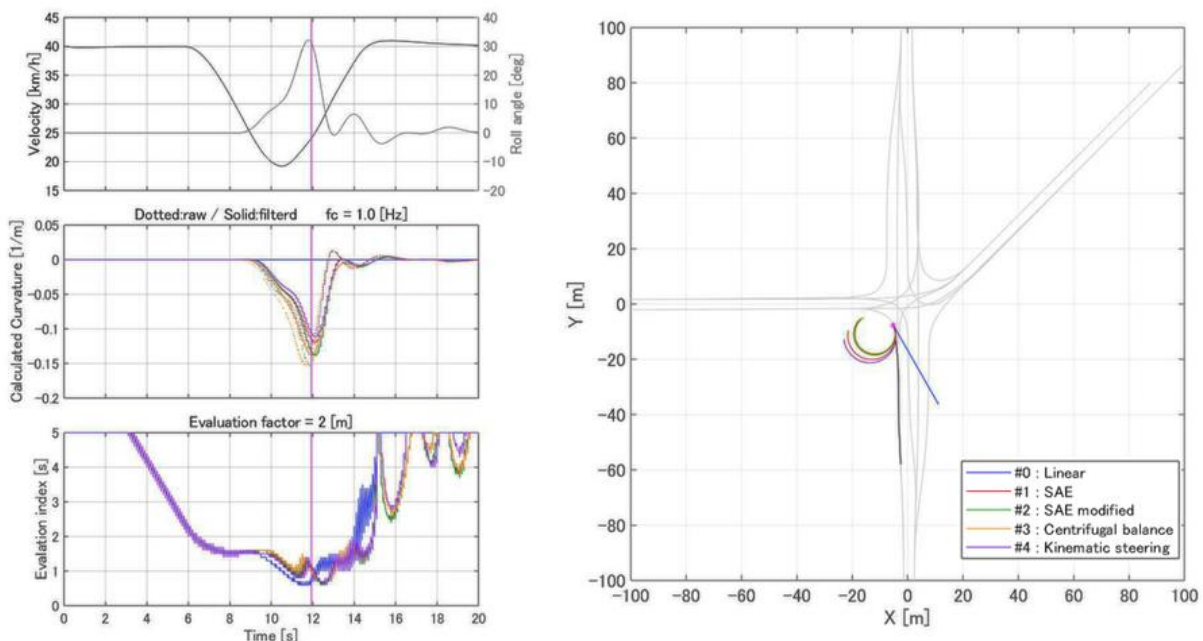 45
40
35
30
25
20
15
Velocity [km/h]
40
30
20
10
0
-10
-20
Roll angle [deg]
Dotted:raw / Solid:filterd fc = 1.0 [Hz]
0.05
0
-0.05
-0.1
-0.15
-0.2
Calculated Curvature [1/m]
Evaluation factor = 2 [m]
5
4
3
2
1
0
Evalation index [s]
0 2 4 6 8 10 12 14 16 18 20
Time [s]
100
80
60
40
20
0
-20
-40
-60
-80
-100
Y [m]
-100 -80 -60 -40 -20 0 20 40 60 80 100
X [m]
#0 : Linear
#1 : SAE
#2 : SAE modified
#3 : Centrifugal balance
#4 : Kinematic steering